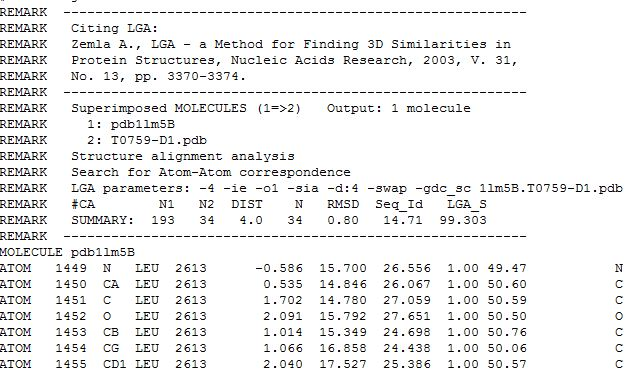 REMARK  -------------------------------------------------------
REMARK   Citing LGA:
REMARK   Zemla A., LGA - a Method for Finding 3D Similarities in
REMARK   Protein Structures, Nucleic Acids Research, 2003, V. 31,
REMARK   No. 13, pp. 3370-3374.
REMARK  -------------------------------------------------------
REMARK   Superimposed MOLECULES (1=>2)   Output: 1 molecule
REMARK     1: pdb1lm5B
REMARK     2: T0759-D1.pdb
REMARK   Structure alignment analysis
REMARK   Search for Atom-Atom correspondence
REMARK   LGA parameters: -4 -ie -o1 -sia -d:4 -swap -gdc_sc 1lm5B.T0759-D1.pdb
REMARK   #CA        N1   N2   DIST      N   RMSD   Seq_Id   LGA_S
REMARK   SUMMARY:  193   34    4.0     34   0.80    14.71  99.303
REMARK  -------------------------------------------------------
MOLECULE pdb1lm5B
ATOM   1449  N   LEU  2613      -0.586  15.700  26.556  1.00 49.47           N
ATOM   1450  CA  LEU  2613       0.535  14.846  26.067  1.00 50.60           C
ATOM   1451  C   LEU  2613       1.702  14.780  27.059  1.00 50.59           C
ATOM   1452  O   LEU  2613       2.091  15.792  27.651  1.00 50.50           O
ATOM   1453  CB  LEU  2613       1.014  15.349  24.698  1.00 50.76           C
ATOM   1454  CG  LEU  2613       1.066  16.858  24.438  1.00 50.06           C
ATOM   1455  CD1 LEU  2613       2.040  17.527  25.386  1.00 50.57           C